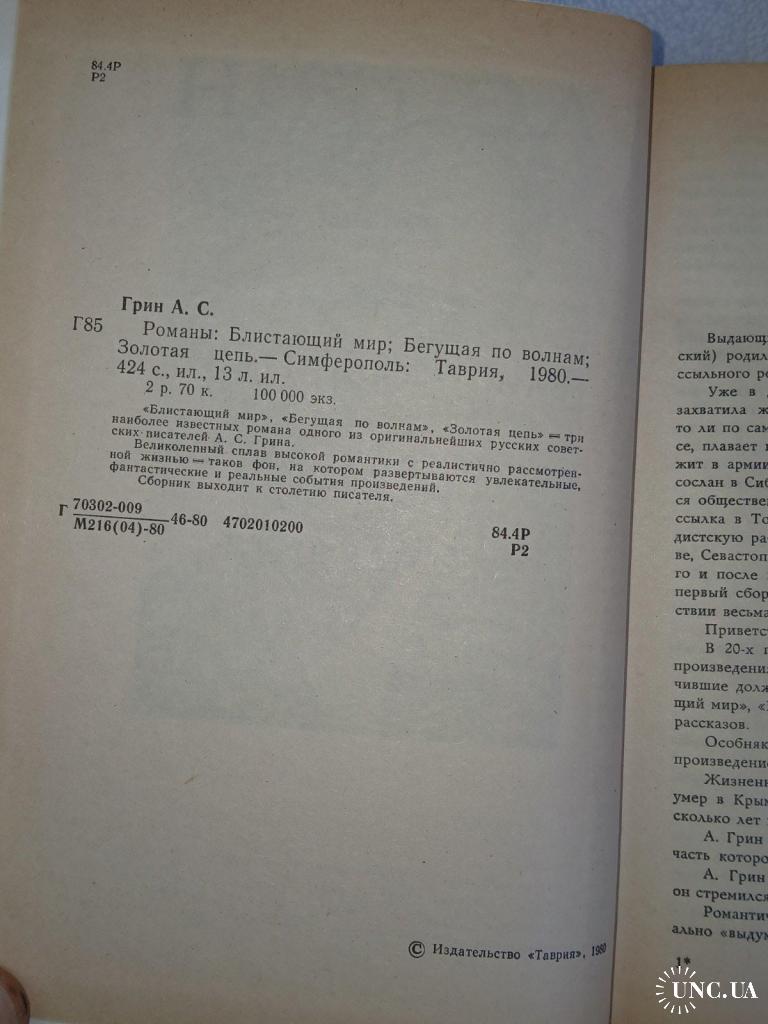 84.4Р
Р2
Грин А. С.
Г85
Романы: Блистающий мир; Бегущая по волнам;
Золотая цепь.— Симферополь: Таврия, 1980.—
424 с., ил., 13 л. ил.
2 р. 70 к. 100 000 экз.
«Блистающий мир», «Бегущая по волнам», «Золотая цепь» — три
наиболее известных романа одного из оригинальнейших русских совет-
ских писателей А. С. Грина.
Великолепный сплав высокой романтики с реалистично рассмотрен-
ной жизнью — таков фон, на котором развертываются увлекательные,
фантастические и реальные события произведений.
Сборник выходит к столетию писателя.
Г 70302-009
М216(04)-80 46-80 4702010200
84.4Р
Р2
© Издательство «Таврия», 1980
Выдающ
ский) родил
ссыльного ре
Уже в
захватила ж
то ли по сам
се, плавает
жит в армии
сослан в Сиб
ся обществе
ссылка в То
дистскую ра
ве, Севастоп
го и после
первый сбор
ствии весьма
Приветс
В 20-х
произведени
чившие долж
щий мир», «
рассказов.
Особняк
произведени
Жизнен
умер в Кры
сколько лет
А. Грин
часть которо
А. Грин
он стремился
Романти
ально «выдум
1*
UNC.UA